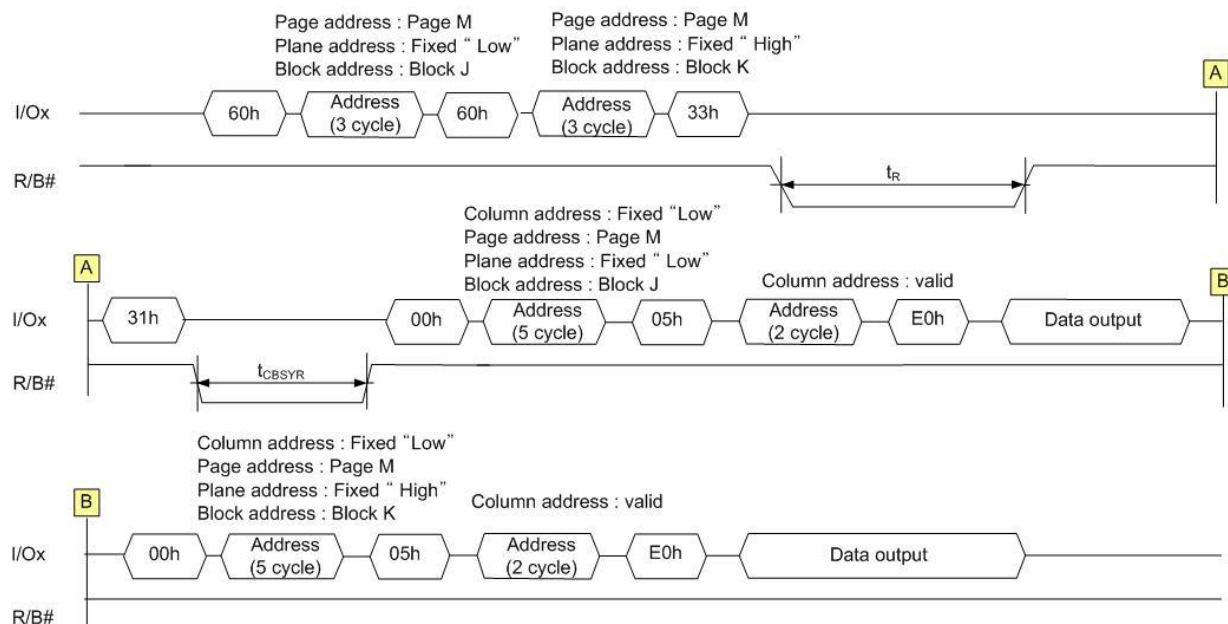 Page address : Page M
Plane address : Fixed “ Low”
Block address : Block J
Page address : Page M
Plane address : Fixed “ High”
Block address : Block K
A
I/Ox
60h
Address
(3 cycle)
60h
Address
(3 cycle)
33h
R/B#
tR
Column address : Fixed “Low”
Page address : Page M
Plane address : Fixed “ Low”
Block address : Block J
Column address : valid
A
B
I/Ox
31h
00h
Address
(5 cycle)
05h
Address
(2 cycle)
E0h
Data output
R/B#
tCBSYR
Column address : Fixed “Low”
Page address : Page M
Plane address : Fixed “ High”
Block address : Block K
Column address : valid
B
I/Ox
00h
Address
(5 cycle)
05h
Address
(2 cycle)
E0h
Data output
R/B#